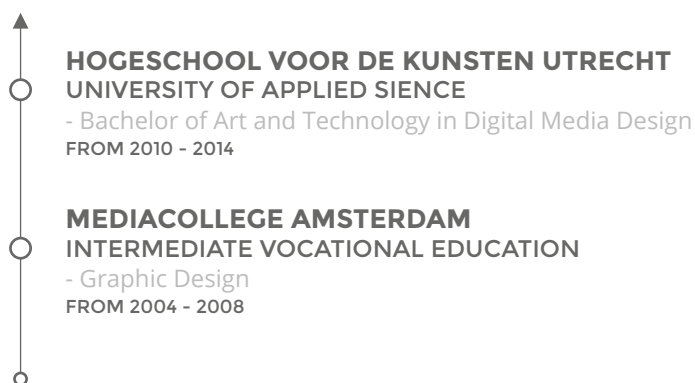 HOGESCHOOL VOOR DE KUNSTEN UTRECHT
UNIVERSITY OF APPLIED SIENCE
- Bachelor of Art and Technology in Digital Media Design
FROM 2010 - 2014
MEDIACOLLEGE AMSTERDAM
INTERMEDIATE VOCATIONAL EDUCATION
- Graphic Design
FROM 2004 - 2008